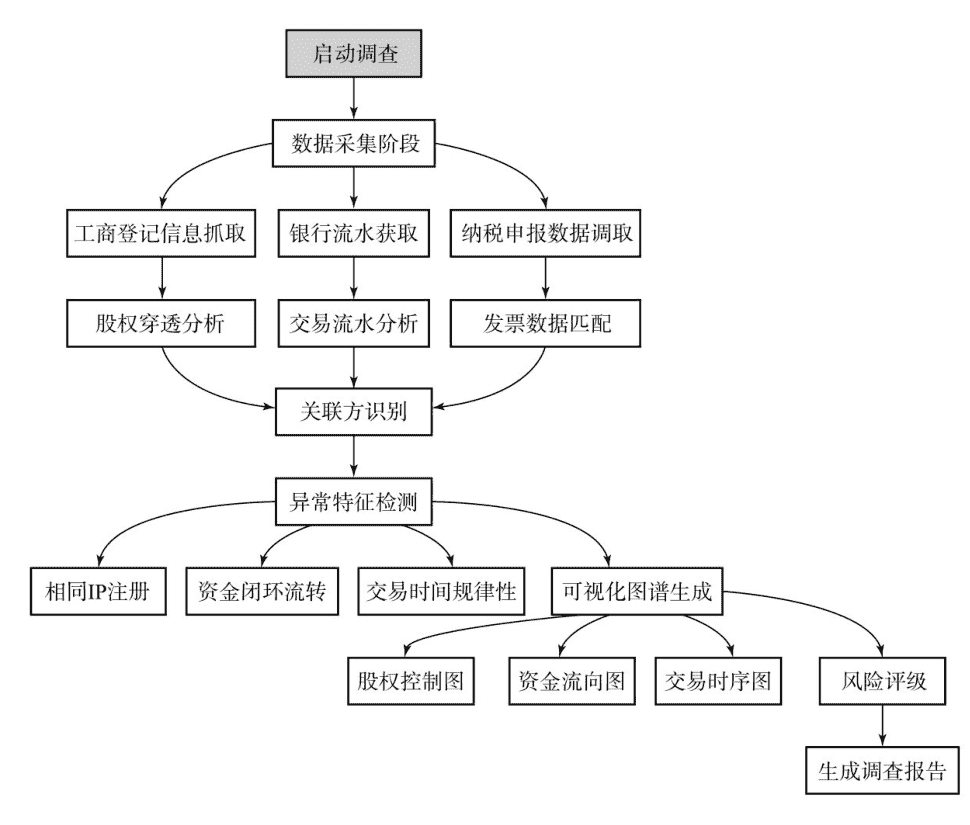 启动调查
数据采集阶段
工商登记信息抓取
银行流水获取
纳税申报数据调取
股权穿透分析
交易流水分析
发票数据匹配
关联方识别
异常特征检测
相同IP注册
资金闭环流转
交易时间规律性
可视化图谱生成
股权控制图
资金流向图
交易时序图
风险评级
生成调查报告